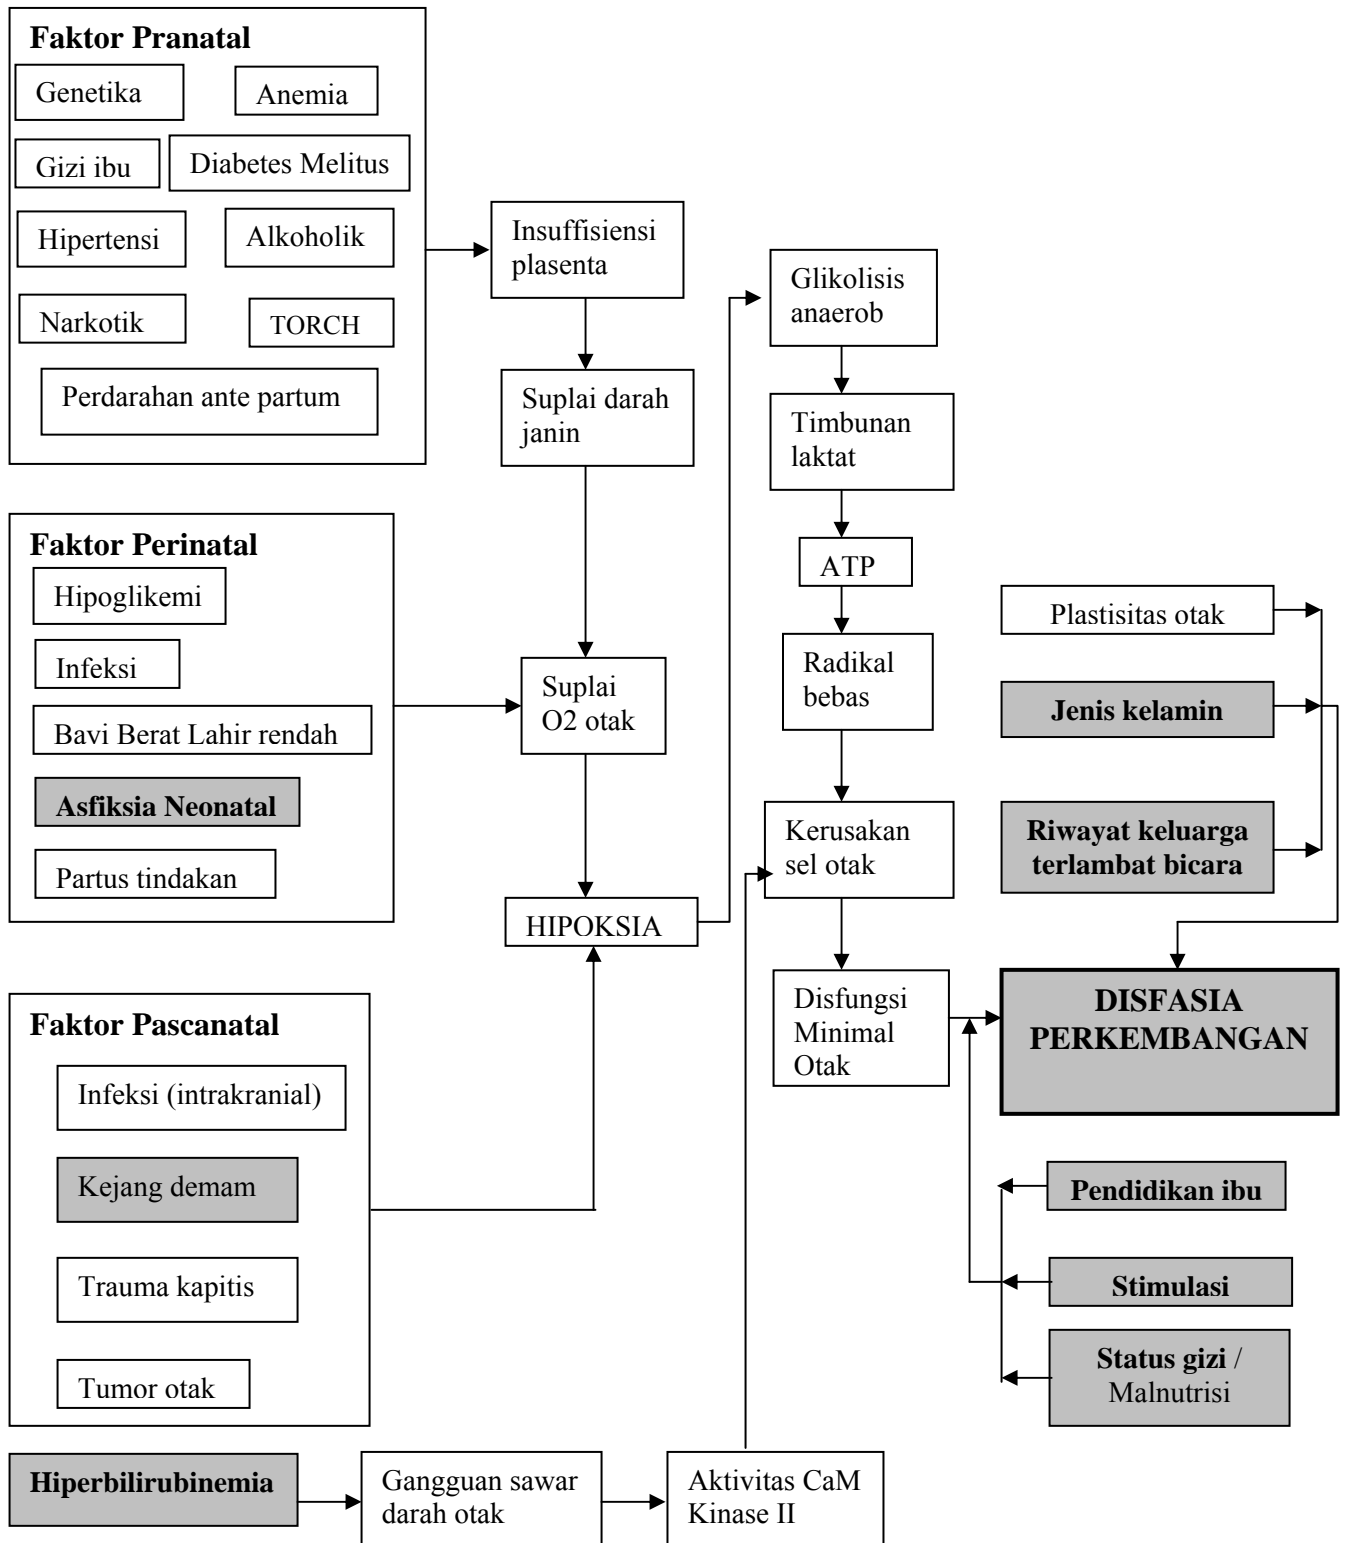 Faktor Pranatal
Genetika
Anemia
Gizi ibu
Diabetes Melitus
Hipertensi
Alkoholik
Narkotik
TORCH
Perdarahan ante partum
Insuffisiensi
plasenta
Suplai darah
janin
Glikolisis
anaerob
Timbunan
laktat
ATP
Radikal
bebas
Kerusakan
sel otak
Disfungsi
Minimal
Otak
Faktor Perinatal
Hipoglikemi
Infeksi
Bavi Berat Lahir rendah
Asfiksia Neonatal
Partus tindakan
Suplai
O2 otak
HIPOKSIA
Plastisitas otak
Jenis kelamin
Riwayat keluarga
terlambat bicara
DISFASIA
PERKEMBANGAN
Faktor Pascanatal
Infeksi (intrakranial)
Kejang demam
Trauma kapitis
Tumor otak
Pendidikan ibu
Stimulasi
Status gizi /
Malnutrisi
Hiperbilirubinemia
Gangguan sawar
darah otak
Aktivitas CaM
Kinase II